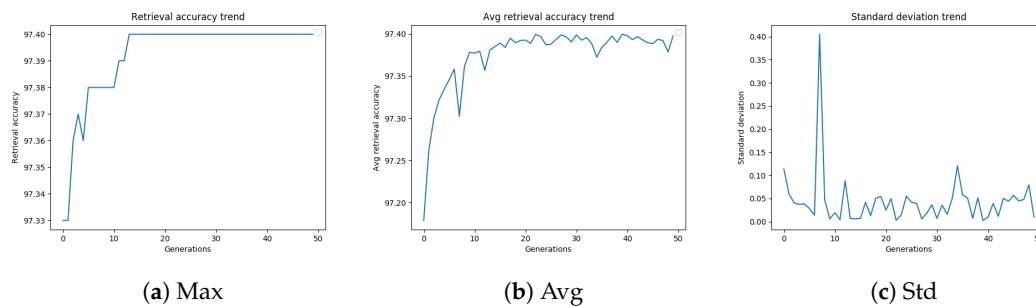 Retrieval accuracy trend
97.40
97.39
97.38
97.37
97.36
97.35
97.34
97.33
Retrieval accuracy
0 10 20 30 40 50
Generations
(a) Max
Avg retrieval accuracy trend
97.40
97.35
97.30
97.25
97.20
Avg retrieval accuracy
0 10 20 30 40 50
Generations
(b) Avg
Standard deviation trend
0.40
0.35
0.30
0.25
0.20
0.15
0.10
0.05
0.00
Standard deviation
0 10 20 30 40
Generations
(c) Std